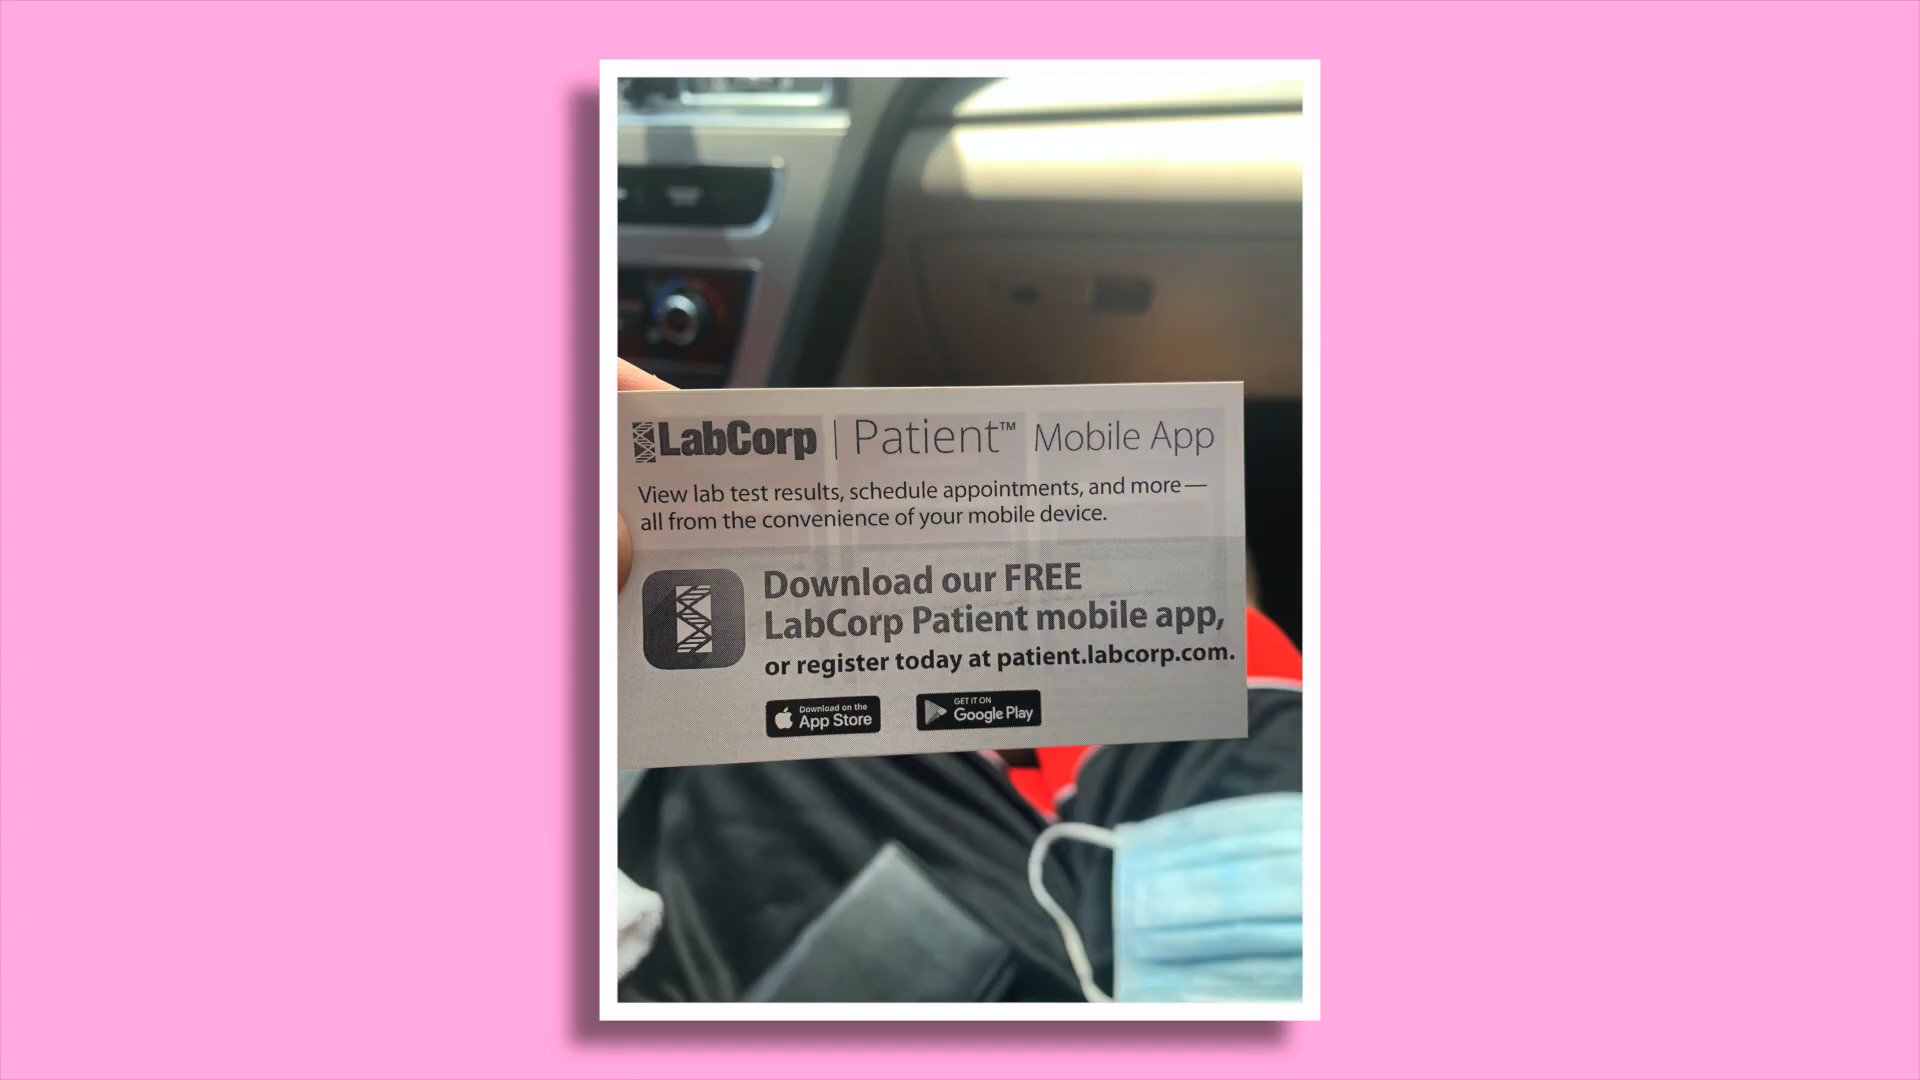 LabCorp | Patient™ Mobile App
View lab test results, schedule appointments, and more—
all from the convenience of your mobile device.
Download our FREE
LabCorp Patient mobile app,
or register today at patient.labcorp.com.
Download on the
App Store
GET IT ON
Google Play